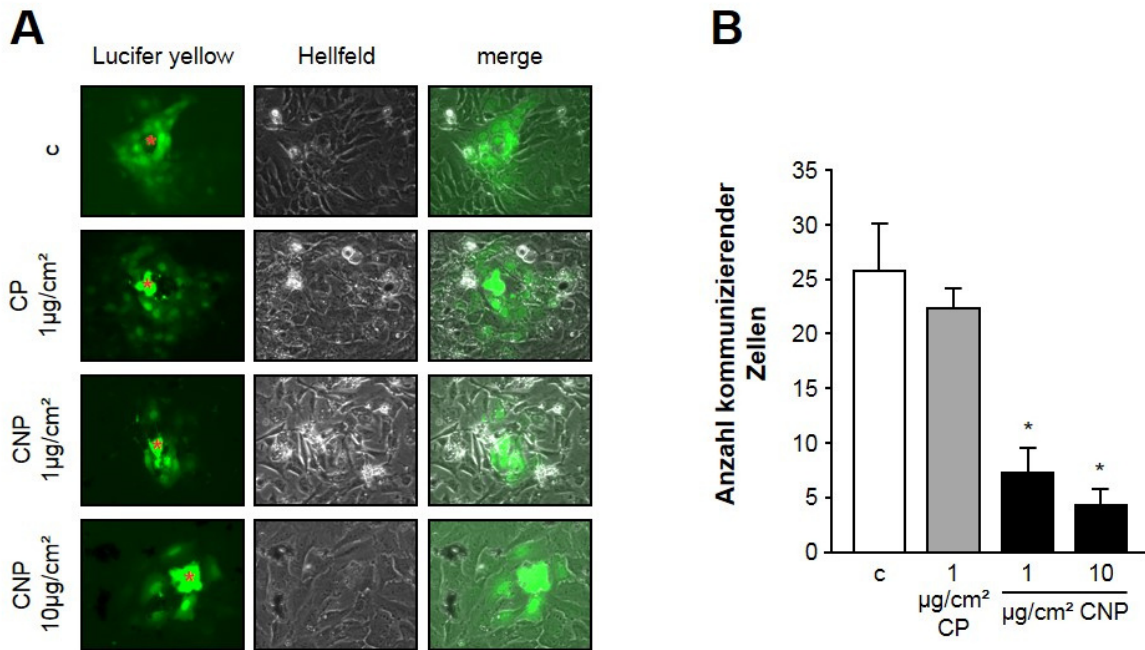 A
Lucifer yellow
Hellfeld
merge
c
CP
1µg/cm²
CNP
1µg/cm²
CNP
10µg/cm²
*
*
*
*
B
Anzahl kommunizierender
Zellen
35
30
25
20
15
10
5
0
*
*
c
1
1
10
µg/cm²
CP
µg/cm² CNP